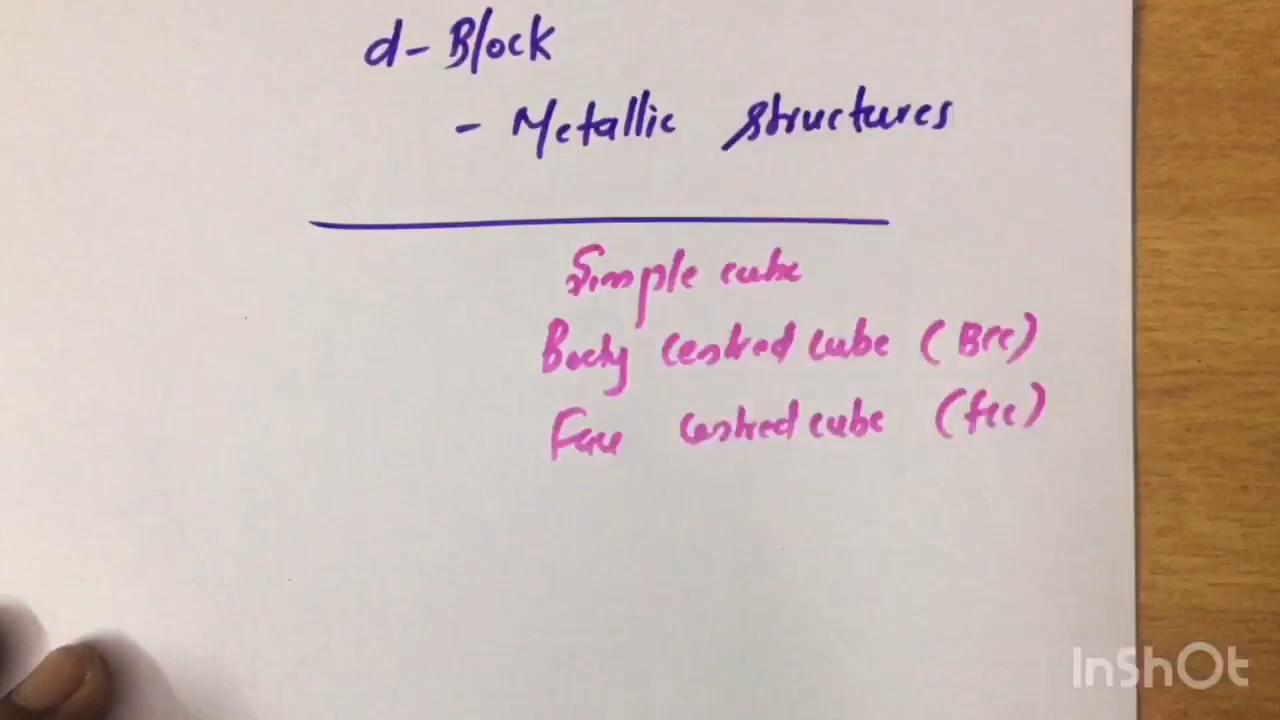 d- Block
- Metallic structures
Simple cube
Body centred cube (Bcc)
Face centred cube (fcc)
InShOt